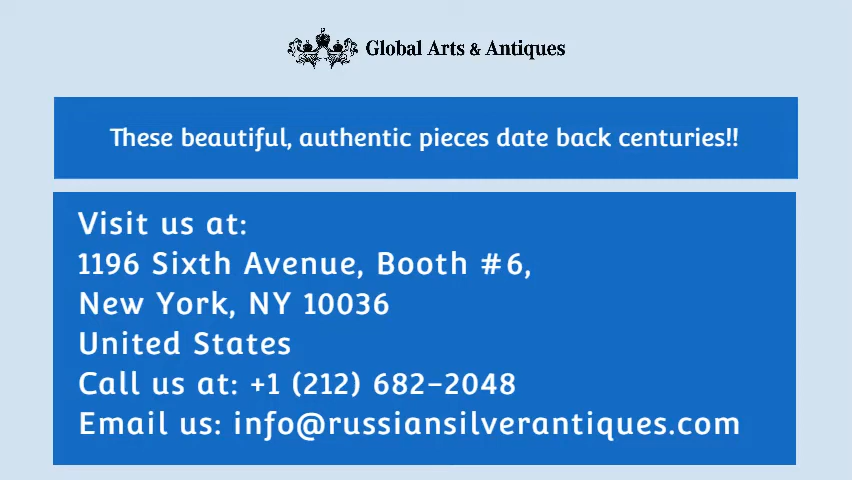 Global Arts & Antiques
These beautiful, authentic pieces date back centuries!!
Visit us at:
1196 Sixth Avenue, Booth #6,
New York, NY 10036
United States
Call us at: +1 (212) 682-2048
Email us: info@russiansilverantiques.com